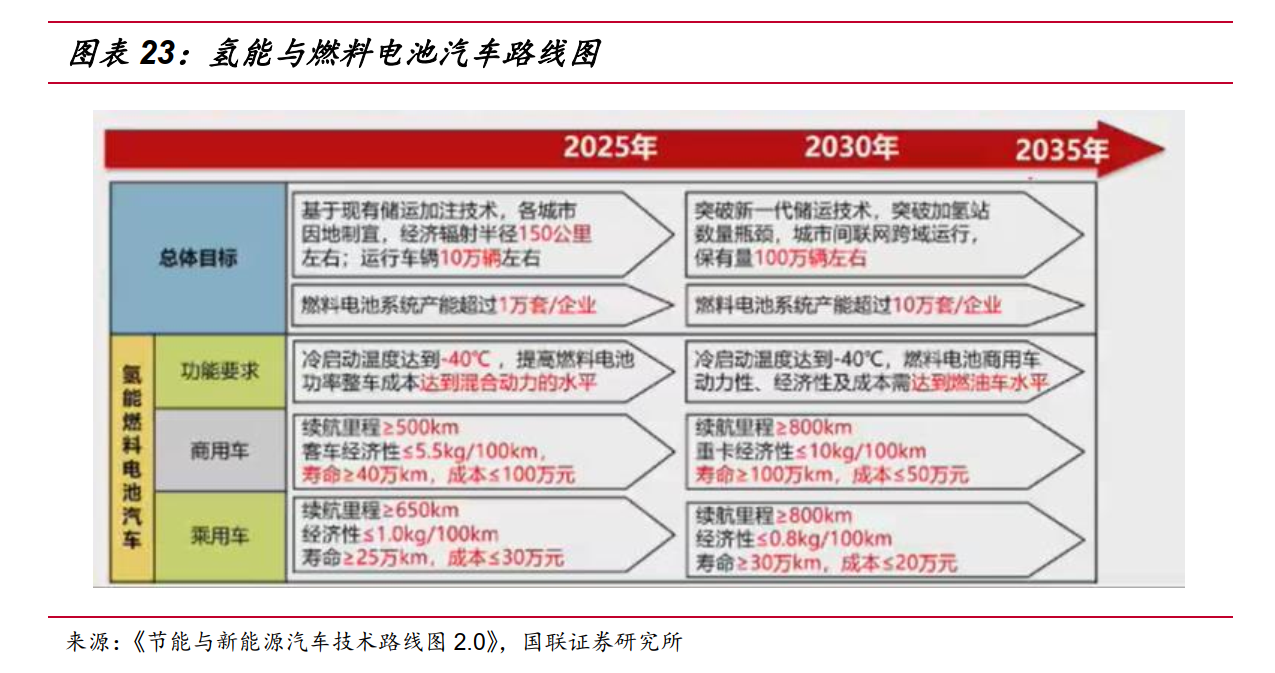 图表 23：氢能与燃料电池汽车路线图
2025年
2030年
2035年
总体目标
基于现有储运加注技术，各城市
因地制宜，经济辐射半径150公里
左右；运行车辆10万辆左右
突破新一代储运技术，突破加氢站
数量瓶颈，城市间联网跨域运行，
保有量100万辆左右
燃料电池系统产能超过1万套/企业
燃料电池系统产能超过10万套/企业
氢能燃料电池汽车
功能要求
冷启动温度达到-40℃，提高燃料电池
功率整车成本达到混合动力的水平
冷启动温度达到-40℃，燃料电池商用车
动力性、经济性及成本需达到燃油车水平
商用车
续航里程≥500km
客车经济性≤5.5kg/100km，
寿命≥40万km，成本≤100万元
续航里程≥800km
重卡经济性≤10kg/100km
寿命≥100万km，成本≤50万元
乘用车
续航里程≥650km
经济性≤1.0kg/100km
寿命≥25万km，成本≤30万元
续航里程≥800km
经济性≤0.8kg/100km
寿命≥30万km，成本≤20万元
来源：《节能与新能源汽车技术路线图 2.0》，国联证券研究所